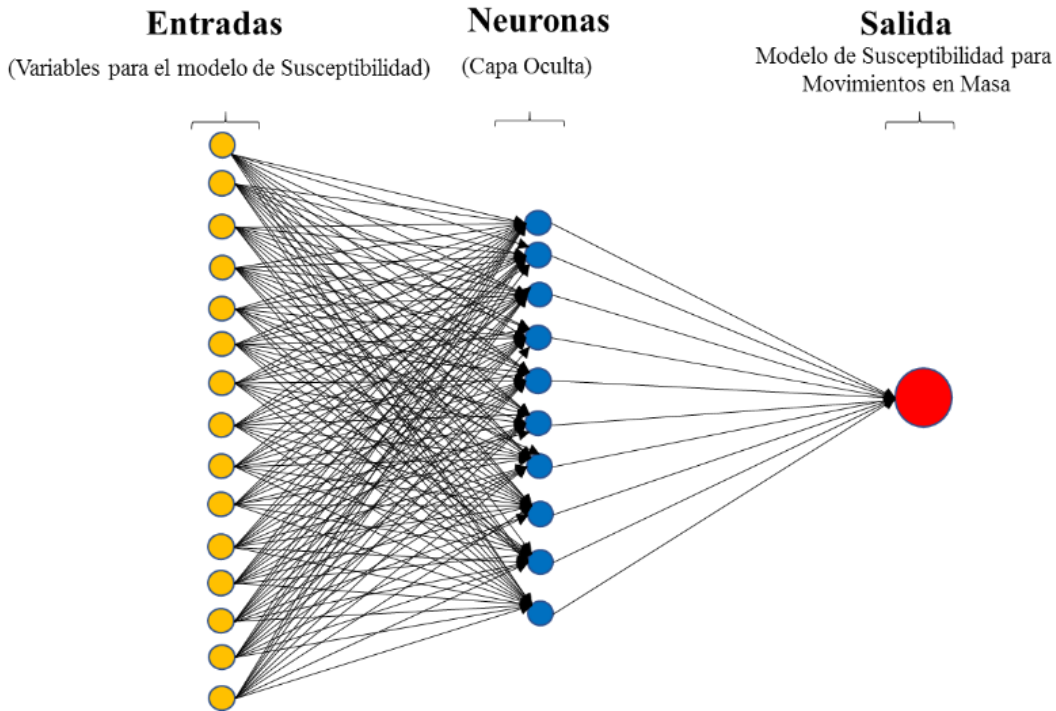 Entradas
(Variables para el modelo de Susceptibilidad)
Neuronas
(Capa Oculta)
Salida
Modelo de Susceptibilidad para
Movimientos en Masa